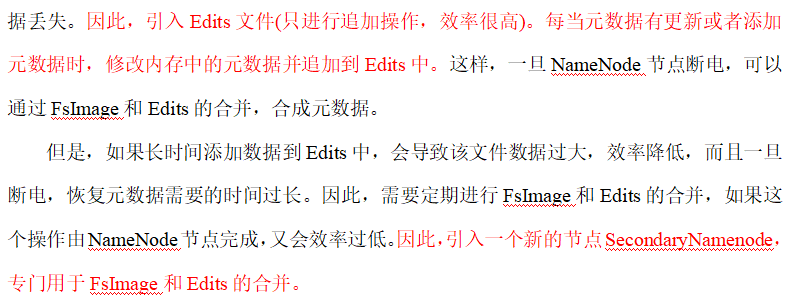 据丢失。因此，引入 Edits 文件(只进行追加操作，效率很高)。每当元数据有更新或者添加
元数据时，修改内存中的元数据并追加到 Edits 中。这样，一旦 NameNode 节点断电，可以
通过 FsImage 和 Edits 的合并，合成元数据。
但是，如果长时间添加数据到 Edits 中，会导致该文件数据过大，效率降低，而且一旦
断电，恢复元数据需要的时间过长。因此，需要定期进行 FsImage 和 Edits 的合并，如果这
个操作由 NameNode 节点完成，又会效率过低。因此，引入一个新的节点 SecondaryNamenode，
专门用于 FsImage 和 Edits 的合并。